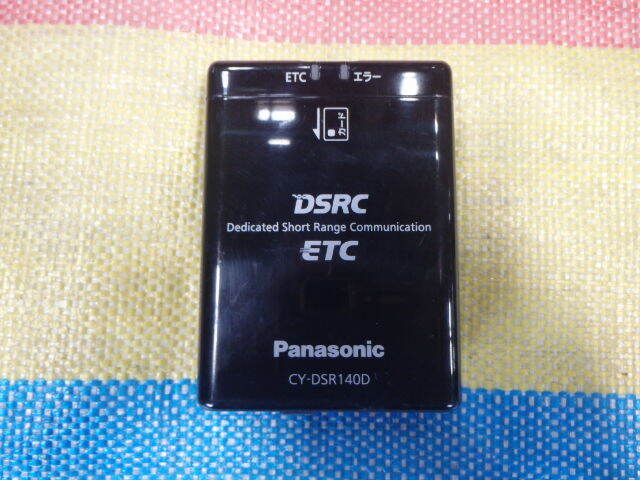 ETC エラー
カード
DSRC
Dedicated Short Range Communication
ETC
Panasonic
CY-DSR140D